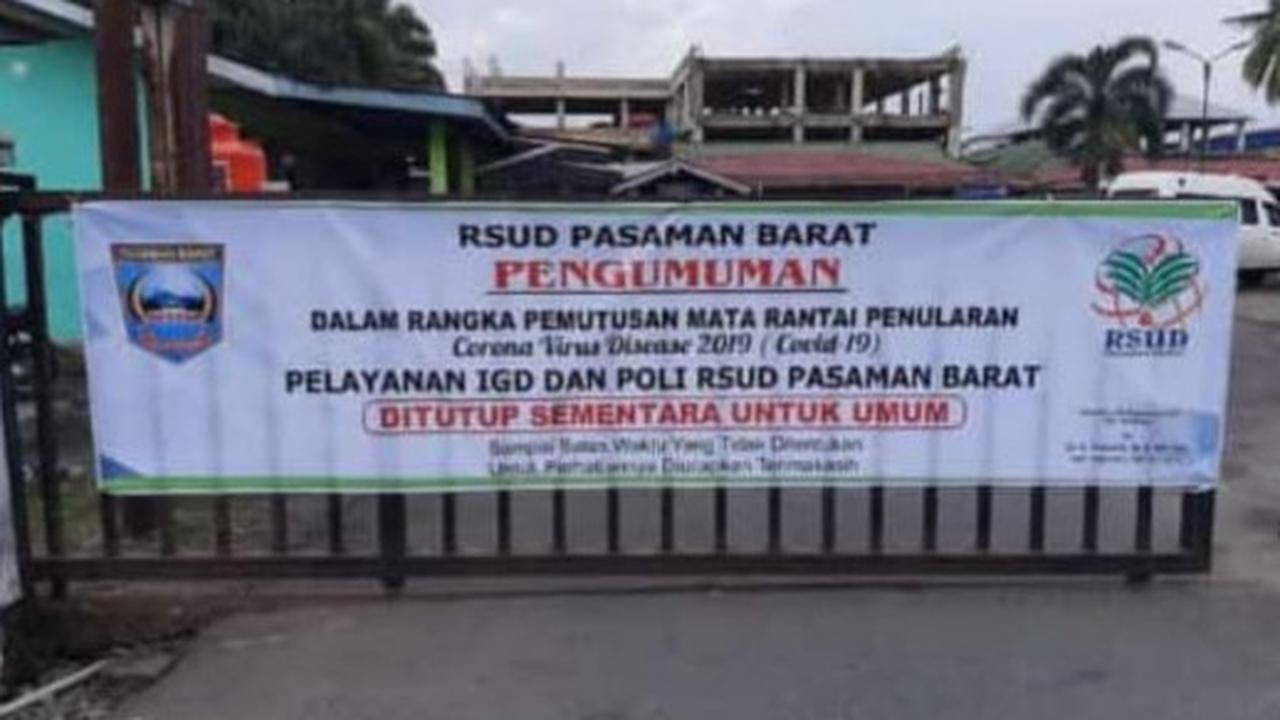 RSUD PASAMAN BARAT
PENGUMUMAN
DALAM RANGKA PEMUTUSAN MATA RANTAI PENULARAN
Corona Virus Disease 2019 ( Covid-19)
PELAYANAN IGD DAN POLI RSUD PASAMAN BARAT
DITUTUP SEMENTARA UNTUK UMUM
Sampai Batas Waktu Yang Tidak Ditentukan
Untuk Perhatiannya Diucapkan Terimakasih
PASAMAN BARAT
RSUD